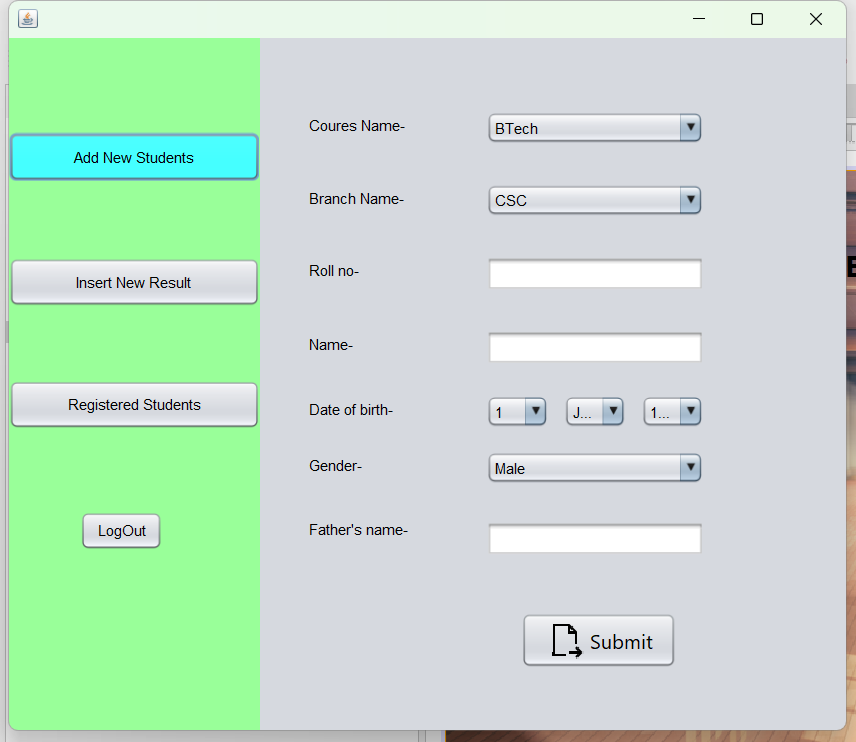 Add New Students
Insert New Result
Registered Students
LogOut
Coures Name-
BTech
Branch Name-
CSC
Roll no-
Name-
Date of birth-
1
J...
1...
Gender-
Male
Father's name-
Submit